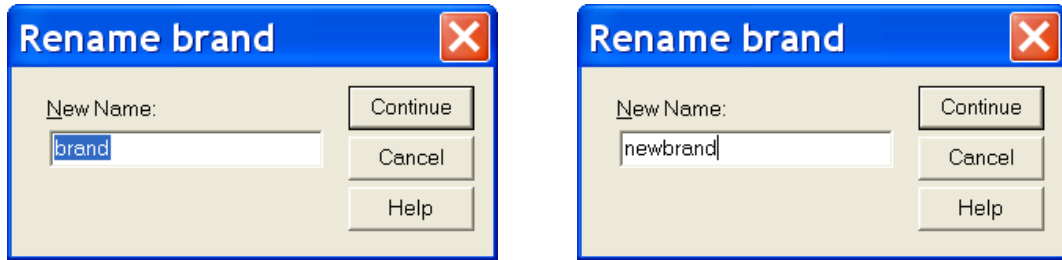 Rename brand
New Name:
brand
Continue
Cancel
Help
Rename brand
New Name:
newbrand
Continue
Cancel
Help